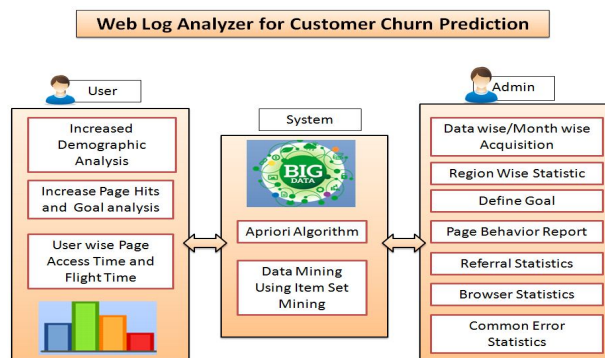 Web Log Analyzer for Customer Churn Prediction
User
Increased
Demographic
Analysis
Increase Page Hits
and Goal analysis
User wise Page
Access Time and
Flight Time
System
BIG
DATA
Apriori Algorithm
Data Mining
Using Item Set
Mining
Admin
Data wise/Month wise
Acquisition
Region Wise Statistic
Define Goal
Page Behavior Report
Referral Statistics
Browser Statistics
Common Error
Statistics